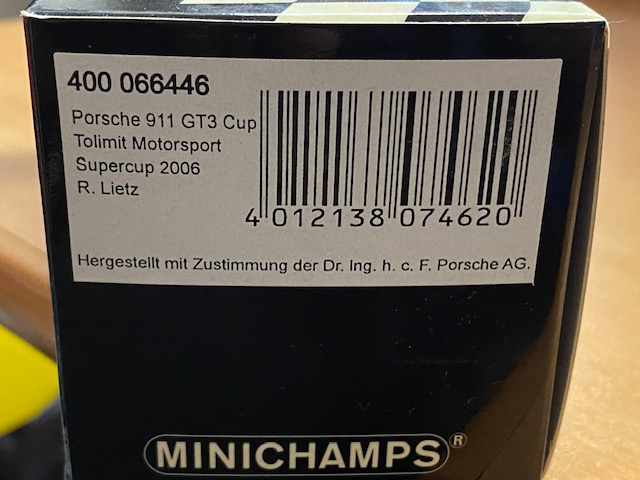 400 066446
Porsche 911 GT3 Cup
Tolimit Motorsport
Supercup 2006
R. Lietz
4 012138 074620
Hergestellt mit Zustimmung der Dr. Ing. h. c. F. Porsche AG.
MINICHAMPS®